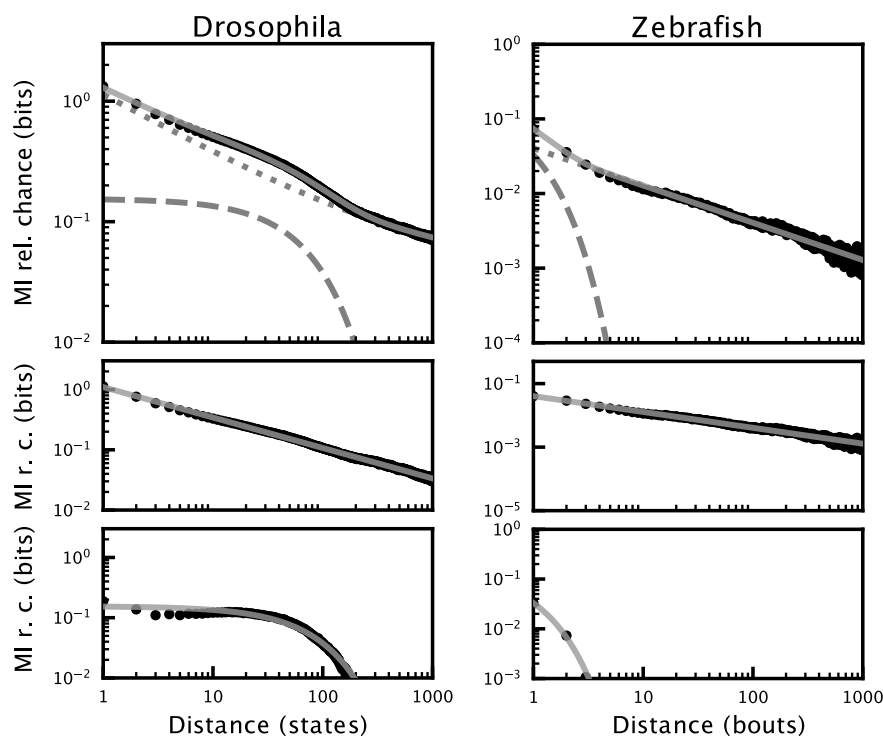 Drosophila
Zebrafish
MI rel. chance (bits)
10^0
10^-1
10^-2
10^0
10^-1
10^-2
10^-3
10^-4
MI r. c. (bits)
10^0
10^-1
10^-2
10^-1
10^-3
10^-5
MI r. c. (bits)
10^0
10^-1
10^-2
10^0
10^-1
10^-2
10^-3
1 10 100 1000
1 10 100 1000
Distance (states)
Distance (bouts)